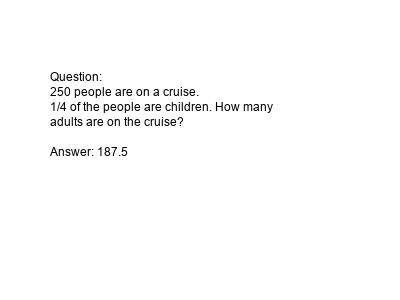 Question:
250 people are on a cruise.
1/4 of the people are children. How many
adults are on the cruise?
Answer: 187.5